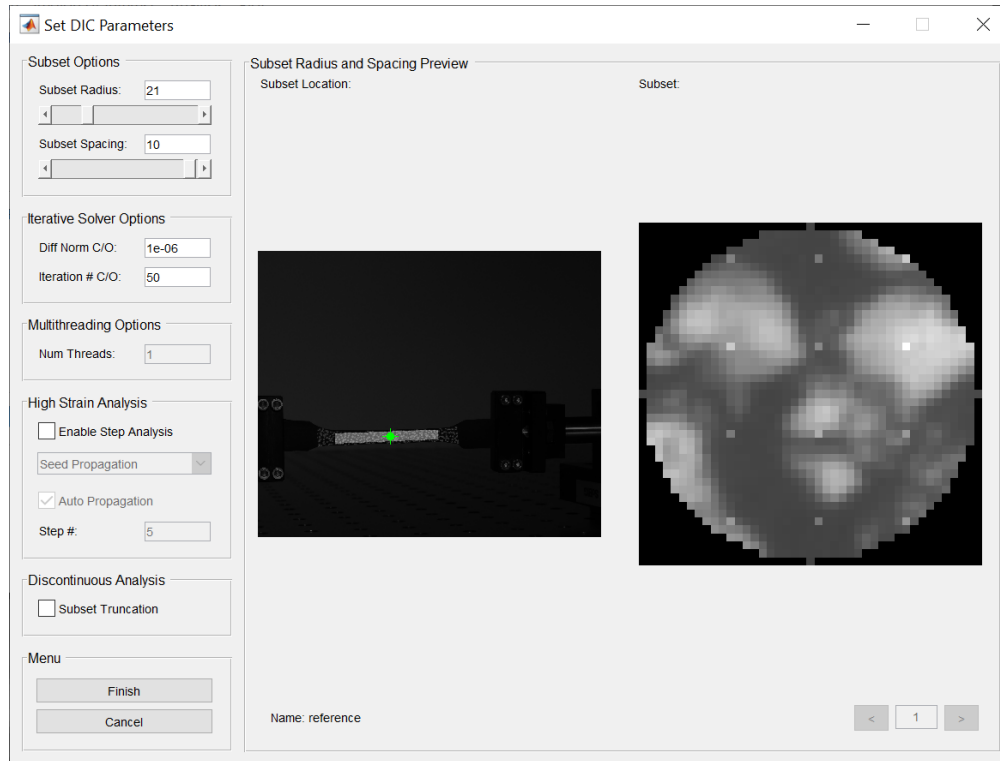 Set DIC Parameters
Subset Options
Subset Radius: 21
Subset Spacing: 10
Iterative Solver Options
Diff Norm C/O: 1e-06
Iteration # C/O: 50
Multithreading Options
Num Threads: 1
High Strain Analysis
Enable Step Analysis
Seed Propagation
Auto Propagation
Step #: 5
Discontinuous Analysis
Subset Truncation
Menu
Finish
Cancel
Subset Radius and Spacing Preview
Subset Location: Subset:
Name: reference
< 1 >